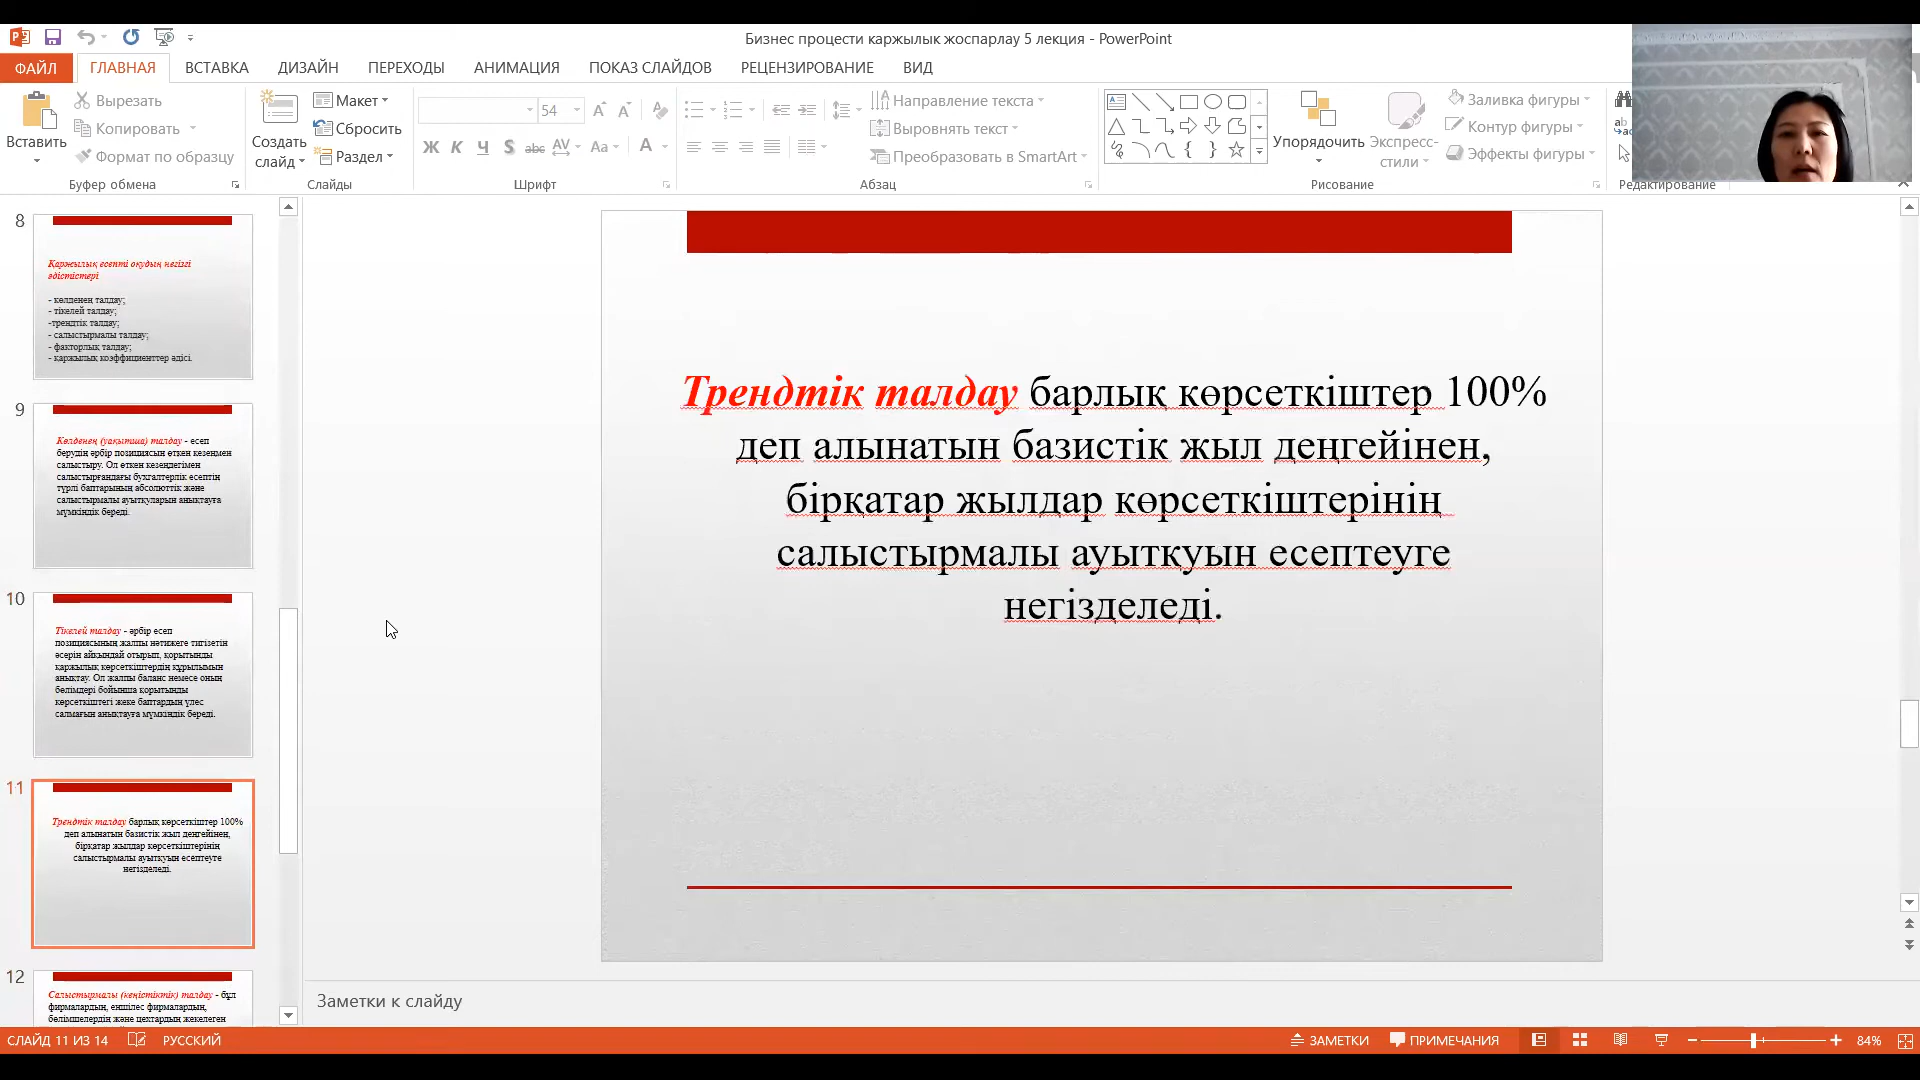 Бизнес процести каржылык жоспарлау 5 лекция - PowerPoint
ФАЙЛ ГЛАВНАЯ ВСТАВКА ДИЗАЙН ПЕРЕХОДЫ АНИМАЦИЯ ПОКАЗ СЛАЙДОВ РЕЦЕНЗИРОВАНИЕ ВИД
Вставить
Вырезать
Копировать
Формат по образцу
Буфер обмена
Создать слайд
Макет
Сбросить
Раздел
Слайды
54
Ж К Ч S abc AV Aa A
Шрифт
Направление текста
Выровнять текст
Преобразовать в SmartArt
Абзац
Упорядочить
Экспресс-стили
Заливка фигуры
Контур фигуры
Эффекты фигуры
Рисование
Редактирование
8
Қаржылық есепті оқудың негізгі
әдістістері
- көлденең талдау;
- тікелей талдау;
-трендтік талдау;
- салыстырмалы талдау;
- факторлық талдау;
- қаржылық коэффициенттер әдісі.
9
Көлденең (уақытша) талдау - есеп
берудің әрбір позициясын өткен кезеңмен
салыстыру. Ол өткен кезеңдегімен
салыстырғандағы бухгалтерлік есептің
түрлі баптарының абсолюттік және
салыстырмалы ауытқуларын анықтауға
мүмкіндік береді.
10
Тікелей талдау - әрбір есеп
позициясының жалпы нәтижеге тигізетін
әсерін айқындай отырып, қорытынды
қаржылық көрсеткіштердің құрылымын
анықтау. Ол жалпы баланс немесе оның
бөлімдері бойынша қорытынды
көрсеткіштегі жеке баптардың үлес
салмағын анықтауға мүмкіндік береді.
11
Трендтік талдау барлық көрсеткіштер 100%
деп алынатын базистік жыл деңгейінен,
бірқатар жылдар көрсеткіштерінің
салыстырмалы ауытқуын есептеуге
негізделеді.
12
Салыстырмалы (кеңістіктік) талдау - бұл
фирмалардың, еншілес фирмалардың,
бөлімшелердің және цехтардың жекелеген
Трендтік талдау барлық көрсеткіштер 100%
деп алынатын базистік жыл деңгейінен,
бірқатар жылдар көрсеткіштерінің
салыстырмалы ауытқуын есептеуге
негізделеді.
Заметки к слайду
СЛАЙД 11 ИЗ 14 РУССКИЙ ЗАМЕТКИ ПРИМЕЧАНИЯ 84%